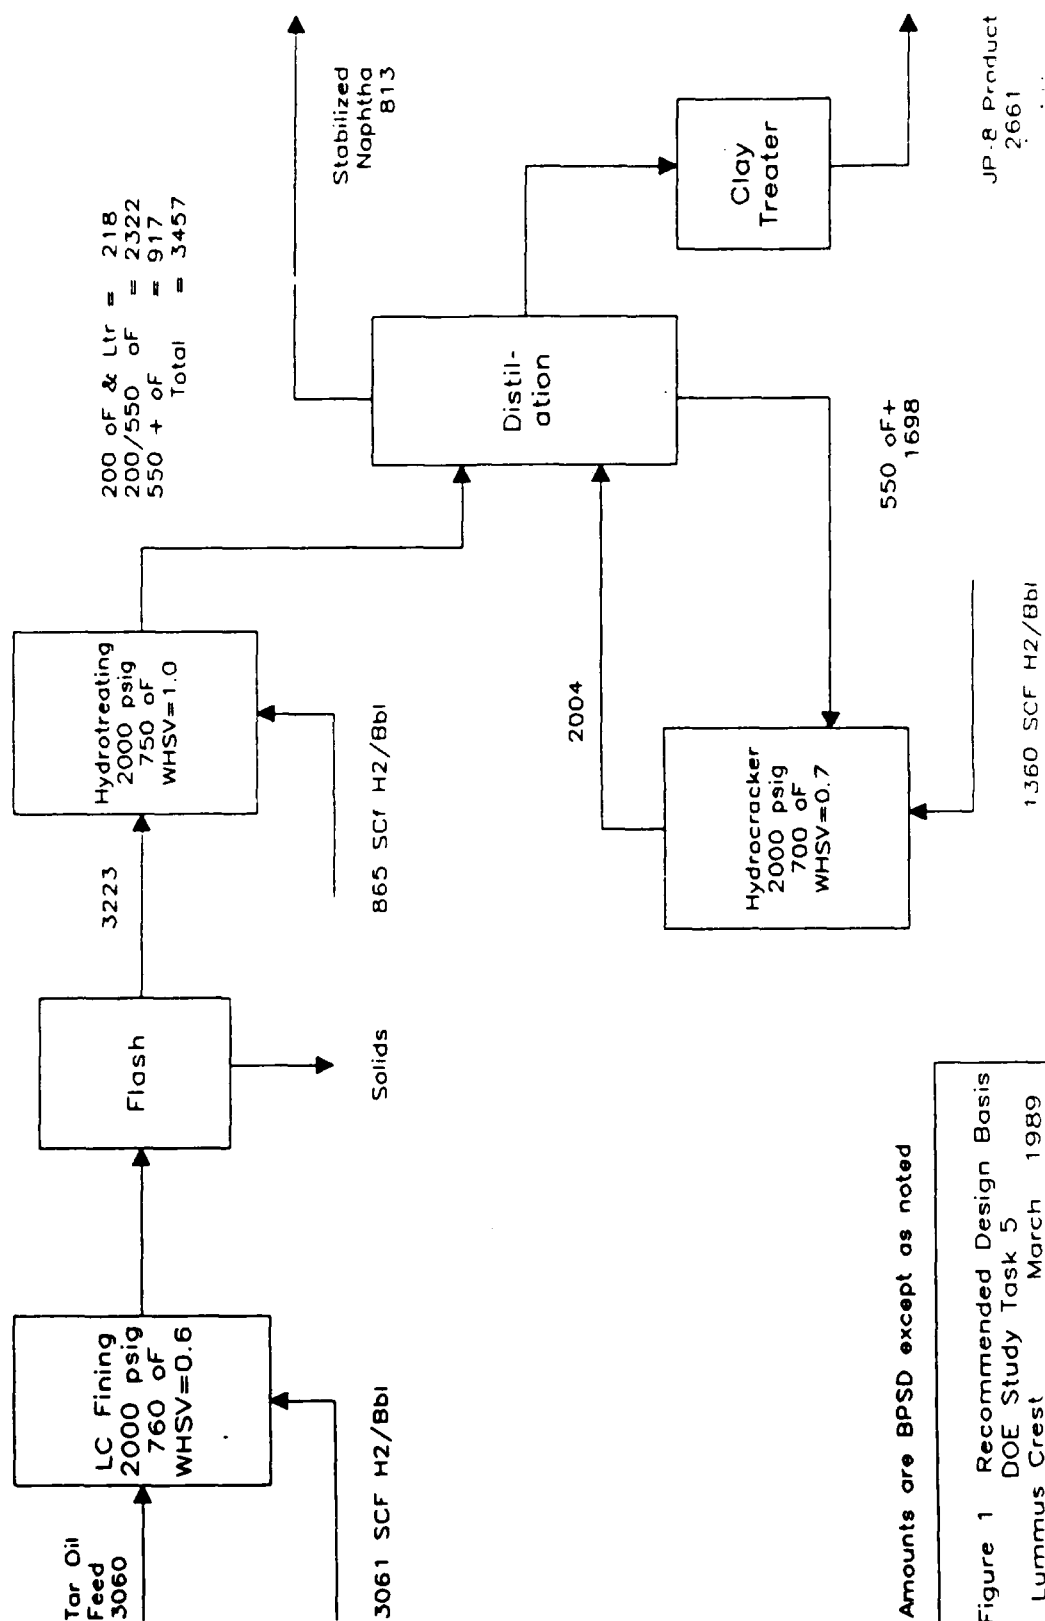 Tar Oil
Feed
3060
LC Fining
2000 psig
760 oF
WHSV=0.6
3061 SCF H2/Bbl
Flash
Solids
3223
Hydrotreating
2000 psig
750 oF
WHSV=1.0
865 SCf H2/Bbl
200 oF & Ltr = 218
200/550 oF = 2322
550 + oF = 917
Total = 3457
Distil-
ation
Stabilized
Naphtha
813
Clay
Treater
JP-8 Product
2661
550 oF+
1698
2004
Hydrocracker
2000 psig
700 oF
WHSV=0.7
1360 SCF H2/Bbl
Amounts are BPSD except as noted
Figure 1 Recommended Design Basis
DOE Study Task 5
Lummus Crest March 1989